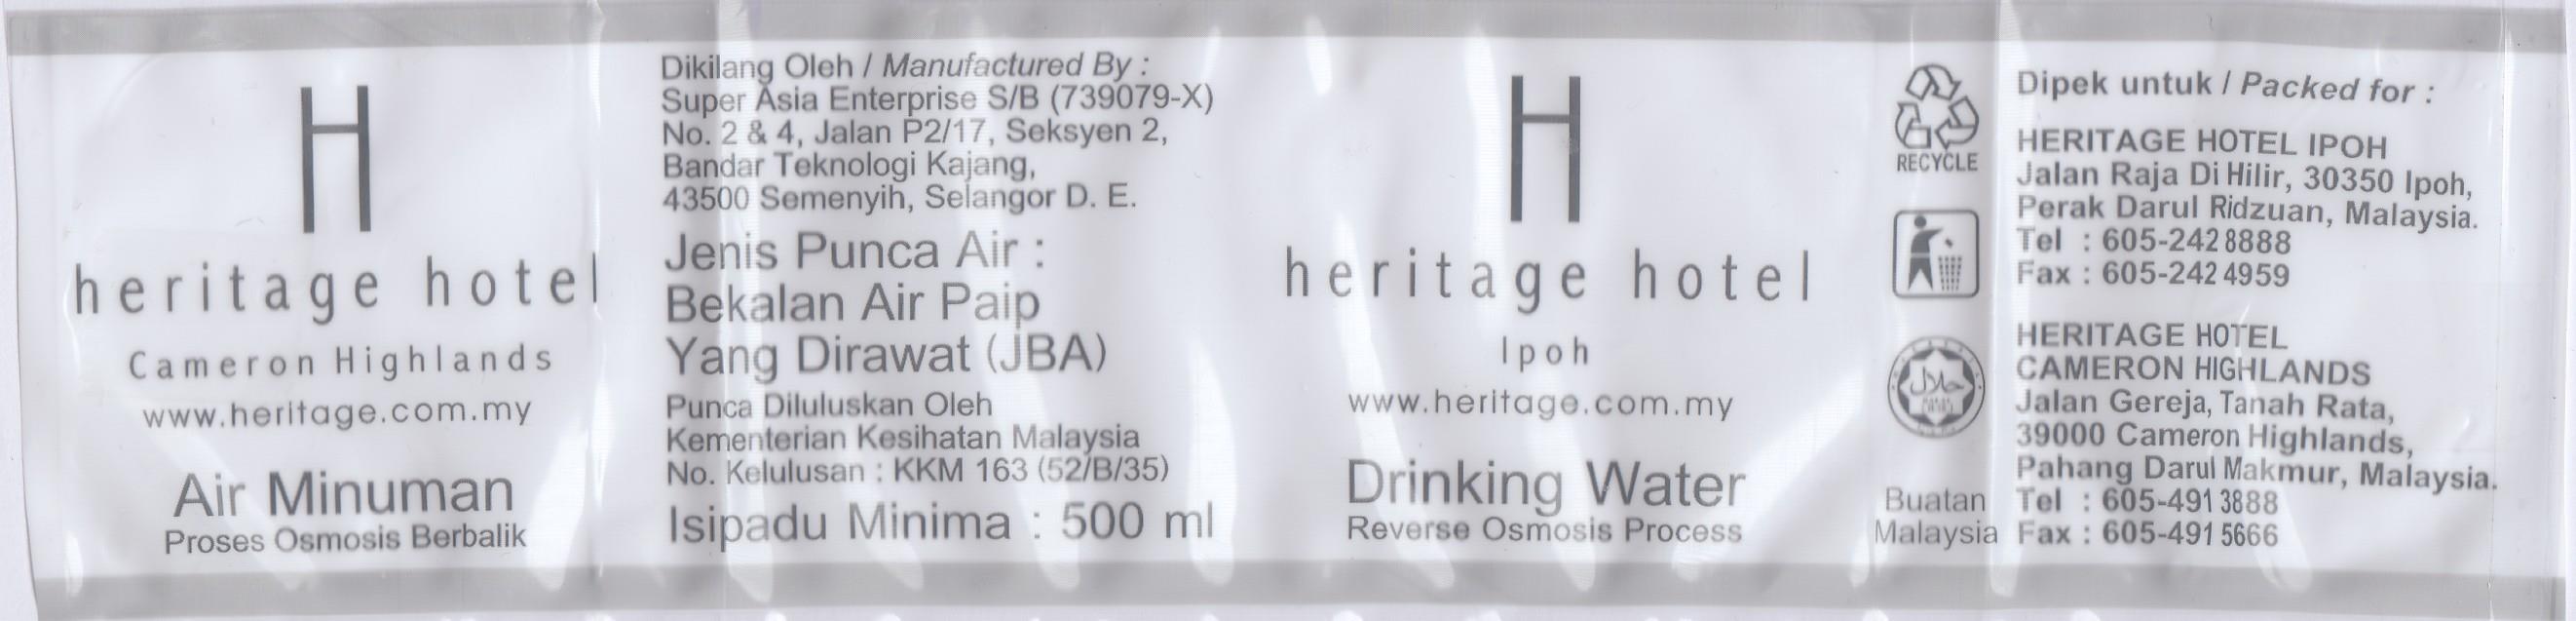 H
heritage hotel
Cameron Highlands
www.heritage.com.my
Air Minuman
Proses Osmosis Berbalik
Dikilang Oleh / Manufactured By :
Super Asia Enterprise S/B (739079-X)
No. 2 & 4, Jalan P2/17, Seksyen 2,
Bandar Teknologi Kajang,
43500 Semenyih, Selangor D. E.
Jenis Punca Air :
Bekalan Air Paip
Yang Dirawat (JBA)
Punca Diluluskan Oleh
Kementerian Kesihatan Malaysia
No. Kelulusan : KKM 163 (52/B/35)
Isipadu Minima : 500 ml
H
heritage hotel
Ipoh
www.heritage.com.my
Drinking Water
Reverse Osmosis Process
RECYCLE
حلال
Buatan
Malaysia
Dipek untuk / Packed for :
HERITAGE HOTEL IPOH
Jalan Raja Di Hilir, 30350 Ipoh,
Perak Darul Ridzuan, Malaysia.
Tel : 605-242 8888
Fax : 605-242 4959
HERITAGE HOTEL
CAMERON HIGHLANDS
Jalan Gereja, Tanah Rata,
39000 Cameron Highlands,
Pahang Darul Makmur, Malaysia.
Tel : 605-491 3888
Fax : 605-491 5666